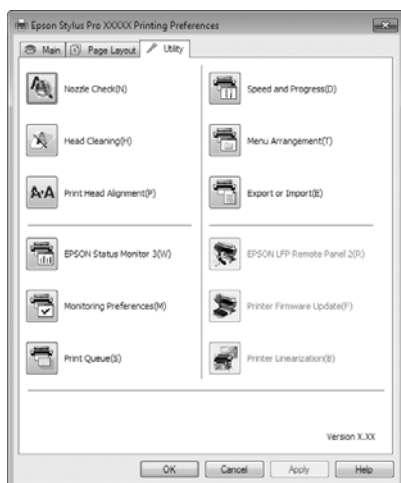 Epson Stylus Pro XXXXX Printing Preferences
Main
Page Layout
Utility
Nozzle Check(N)
Speed and Progress(D)
Head Cleaning(H)
Menu Arrangement(T)
Print Head Alignment(P)
Export or Import(E)
EPSON Status Monitor 3(W)
EPSON LFP Remote Panel 2(R)
Monitoring Preferences(M)
Printer Firmware Update(F)
Print Queue(S)
Printer Linearization(B)
Version X.XX
OK
Cancel
Apply
Help